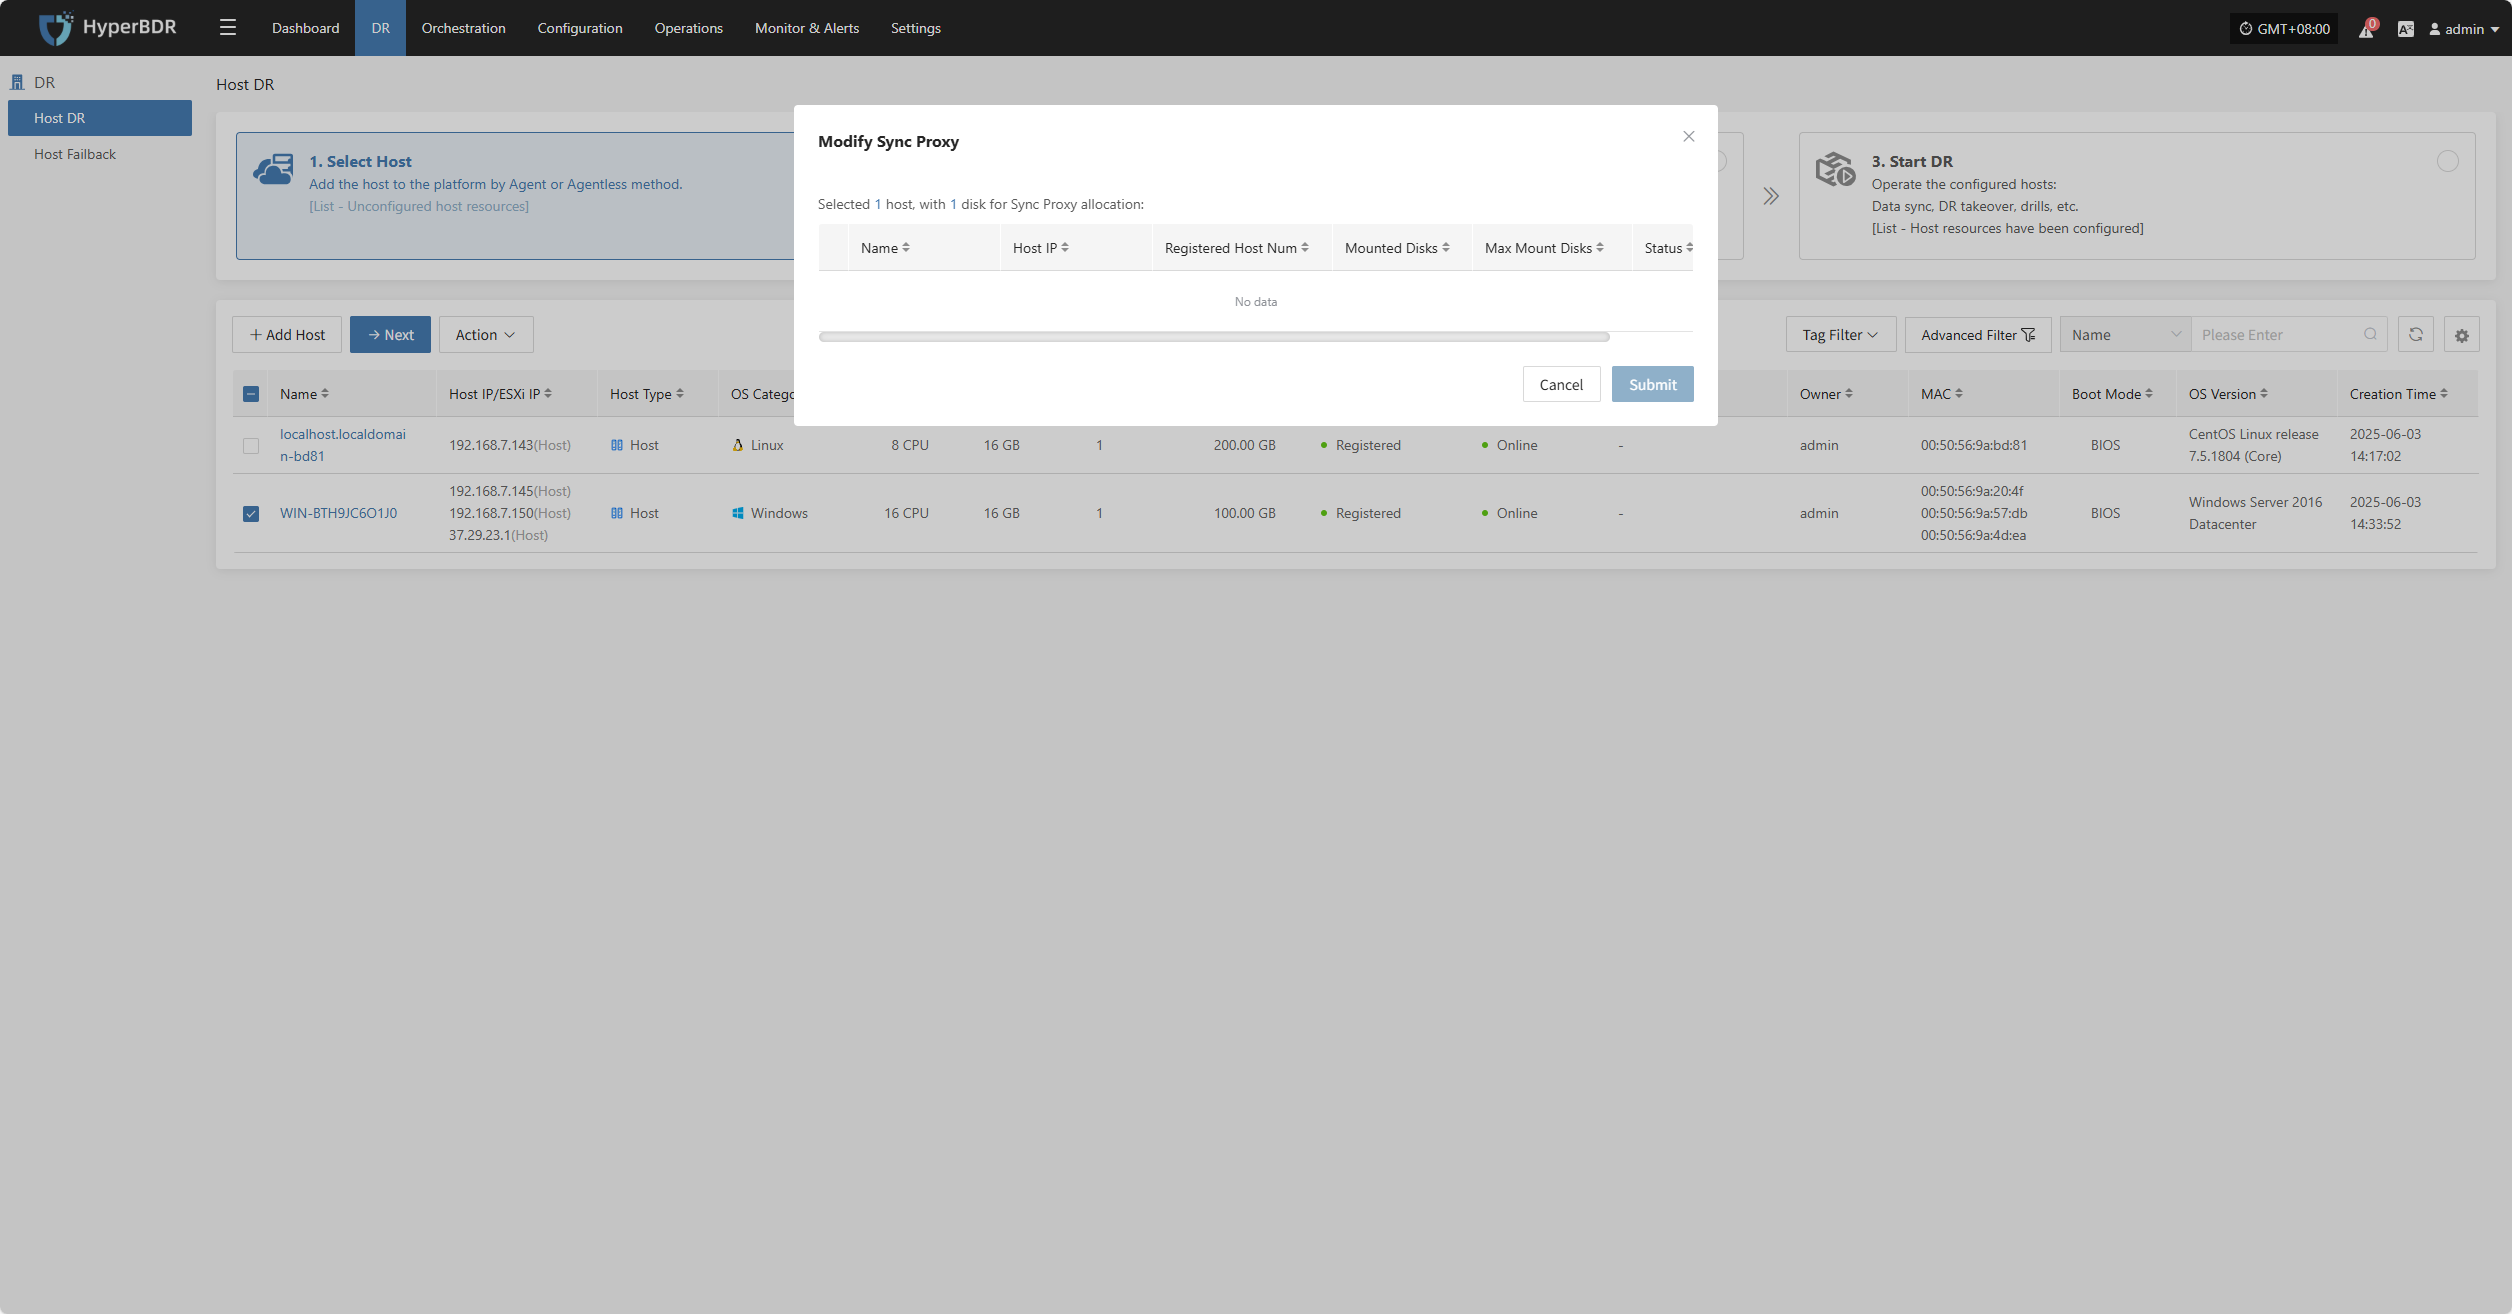 HyperBDR
Dashboard
DR
Orchestration
Configuration
Operations
Monitor & Alerts
Settings
GMT+08:00
0
admin
DR
Host DR
Host Failback
Host DR
1. Select Host
Add the host to the platform by Agent or Agentless method.
[List - Unconfigured host resources]
3. Start DR
Operate the configured hosts:
Data sync, DR takeover, drills, etc.
[List - Host resources have been configured]
Modify Sync Proxy
Selected 1 host, with 1 disk for Sync Proxy allocation:
Name Host IP Registered Host Num Mounted Disks Max Mount Disks Status
No data
Cancel Submit
+ Add Host → Next Action Tag Filter Advanced Filter Name Please Enter
Name Host IP/ESXi IP Host Type OS Catego Owner MAC Boot Mode OS Version Creation Time
localhost.localdomai
n-bd81
192.168.7.143(Host)
Host
Linux
8 CPU
16 GB
1
200.00 GB
Registered
Online
-
admin
00:50:56:9a:bd:81
BIOS
CentOS Linux release
7.5.1804 (Core)
2025-06-03
14:17:02
WIN-BTH9JC6O1J0
192.168.7.145(Host)
192.168.7.150(Host)
37.29.23.1(Host)
Host
Windows
16 CPU
16 GB
1
100.00 GB
Registered
Online
-
admin
00:50:56:9a:20:4f
00:50:56:9a:57:db
00:50:56:9a:4d:ea
BIOS
Windows Server 2016
Datacenter
2025-06-03
14:33:52